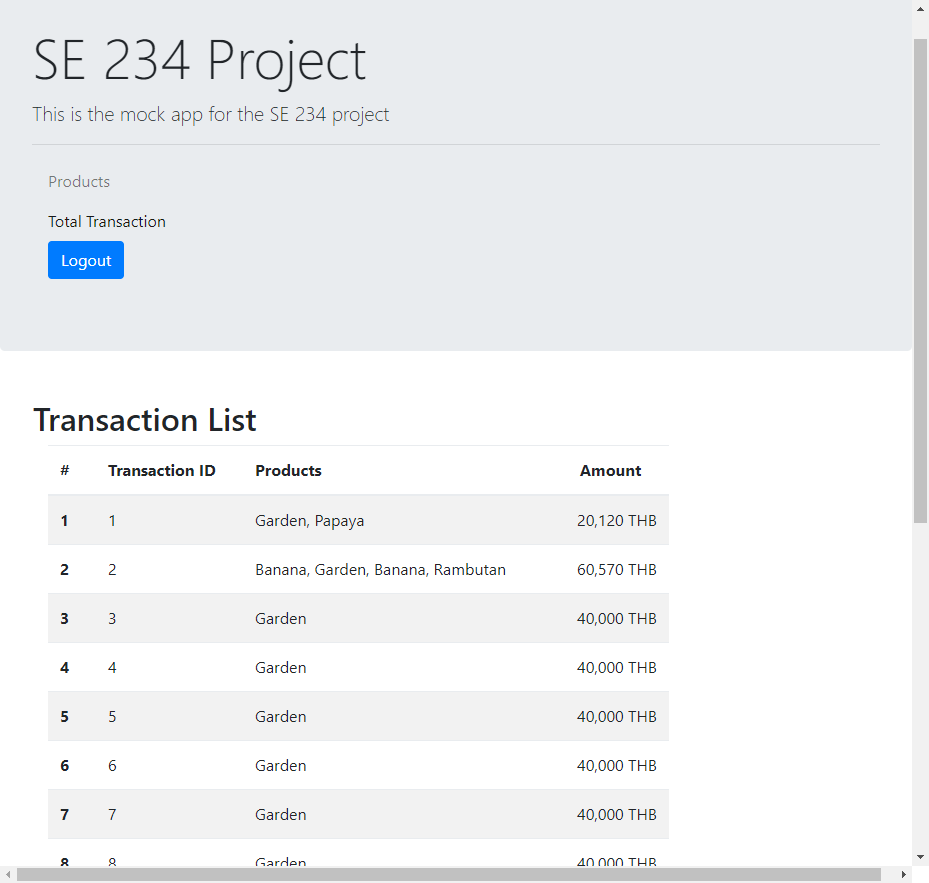 SE 234 Project
This is the mock app for the SE 234 project
Products
Total Transaction
Logout
Transaction List
# Transaction ID Products Amount
1 1 Garden, Papaya 20,120 THB
2 2 Banana, Garden, Banana, Rambutan 60,570 THB
3 3 Garden 40,000 THB
4 4 Garden 40,000 THB
5 5 Garden 40,000 THB
6 6 Garden 40,000 THB
7 7 Garden 40,000 THB
8 8 Garden 40,000 THB